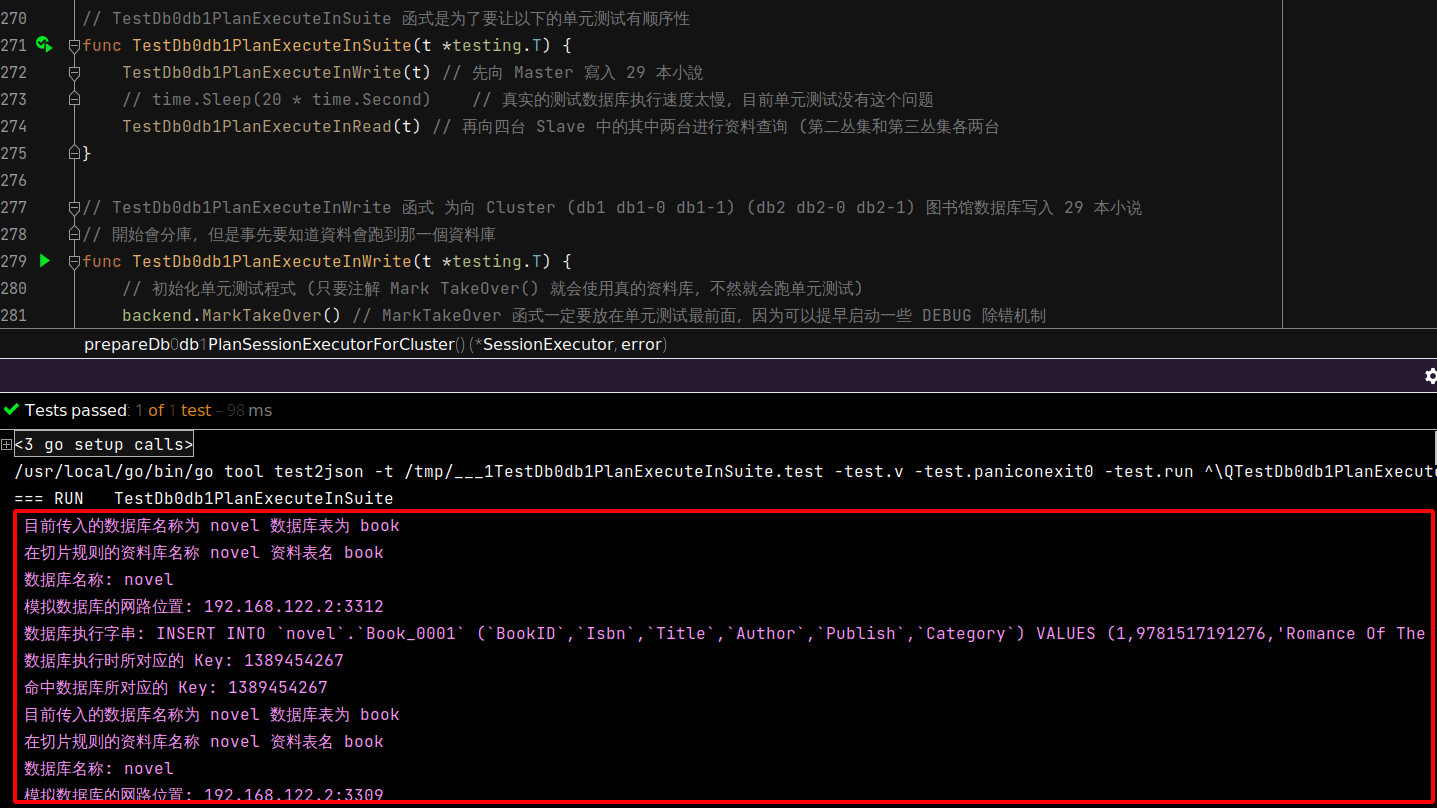 270 // TestDb0db1PlanExecuteInSuite 函式是为了要让以下的单元测试有顺序性
271 func TestDb0db1PlanExecuteInSuite(t *testing.T) {
272 TestDb0db1PlanExecuteInWrite(t) // 先向 Master 寫入 29 本小說
273 // time.Sleep(20 * time.Second) // 真实的测试数据库执行速度太慢，目前单元测试没有这个问题
274 TestDb0db1PlanExecuteInRead(t) // 再向四台 Slave 中的其中两台进行资料查询 (第二丛集和第三丛集各两台
275 }
276
277 // TestDb0db1PlanExecuteInWrite 函式 为向 Cluster (db1 db1-0 db1-1) (db2 db2-0 db2-1) 图书馆数据库写入 29 本小说
278 // 開始會分庫，但是事先要知道資料會跑到那一個資料庫
279 func TestDb0db1PlanExecuteInWrite(t *testing.T) {
280 // 初始化单元测试程式 (只要注解 Mark TakeOver() 就会使用真的资料库，不然就会跑单元测试)
281 backend.MarkTakeOver() // MarkTakeOver 函式一定要放在单元测试最前面，因为可以提早启动一些 DEBUG 除错机制
prepareDb0db1PlanSessionExecutorForCluster() (*SessionExecutor, error)
Tests passed: 1 of 1 test – 98 ms
<3 go setup calls>
/usr/local/go/bin/go tool test2json -t /tmp/___1TestDb0db1PlanExecuteInSuite.test -test.v -test.paniconexit0 -test.run ^\QTestDb0db1PlanExecute
=== RUN TestDb0db1PlanExecuteInSuite
目前传入的数据库名称为 novel 数据库表为 book
在切片规则的资料库名称 novel 资料表名 book
数据库名称: novel
模拟数据库的网路位置: 192.168.122.2:3312
数据库执行字串: INSERT INTO `novel`.`Book_0001` (`BookID`,`Isbn`,`Title`,`Author`,`Publish`,`Category`) VALUES (1,9781517191276,'Romance Of The
数据库执行时所对应的 Key: 1389454267
命中数据库所对应的 Key: 1389454267
目前传入的数据库名称为 novel 数据库表为 book
在切片规则的资料库名称 novel 资料表名 book
数据库名称: novel
模拟数据库的网路位置: 192.168.122.2:3309